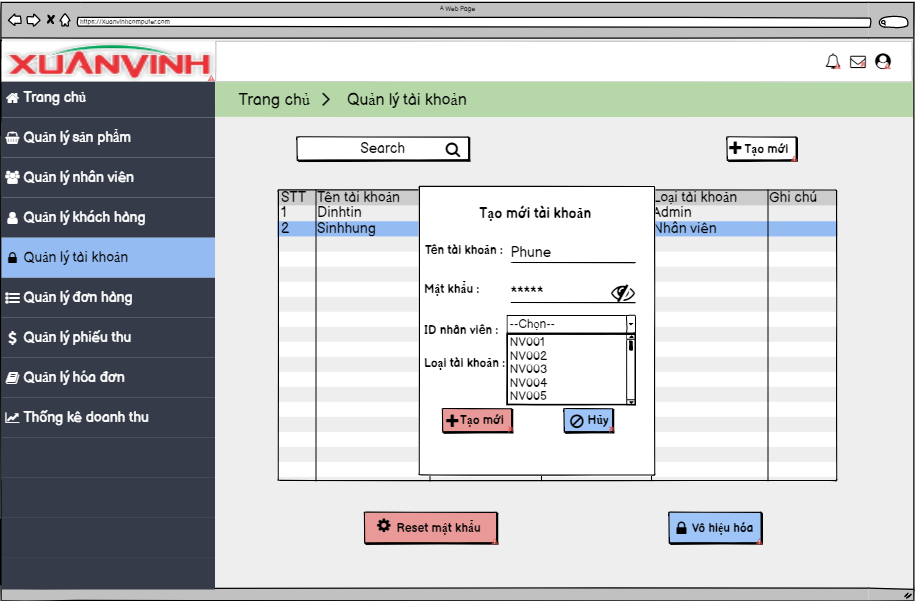 A Web Page
https://Xuanvinhcomputer.com
XUÂNVINH
Trang chủ
Quản lý sản phẩm
Quản lý nhân viên
Quản lý khách hàng
Quản lý tài khoản
Quản lý đơn hàng
Quản lý phiếu thu
Quản lý hóa đơn
Thống kê doanh thu
Trang chủ > Quản lý tài khoản
Search
Tạo mới
STT Tên tài khoản Loại tài khoản Ghi chú
1 Dinhtin Admin
2 Sinhhung Nhân viên
Tạo mới tài khoản
Tên tài khoản : Phune
Mật khẩu : *****
ID nhân viên : --Chọn--
NV001
NV002
NV003
NV004
NV005
Loại tài khoản :
Tạo mới
Hủy
Reset mật khẩu
Vô hiệu hóa